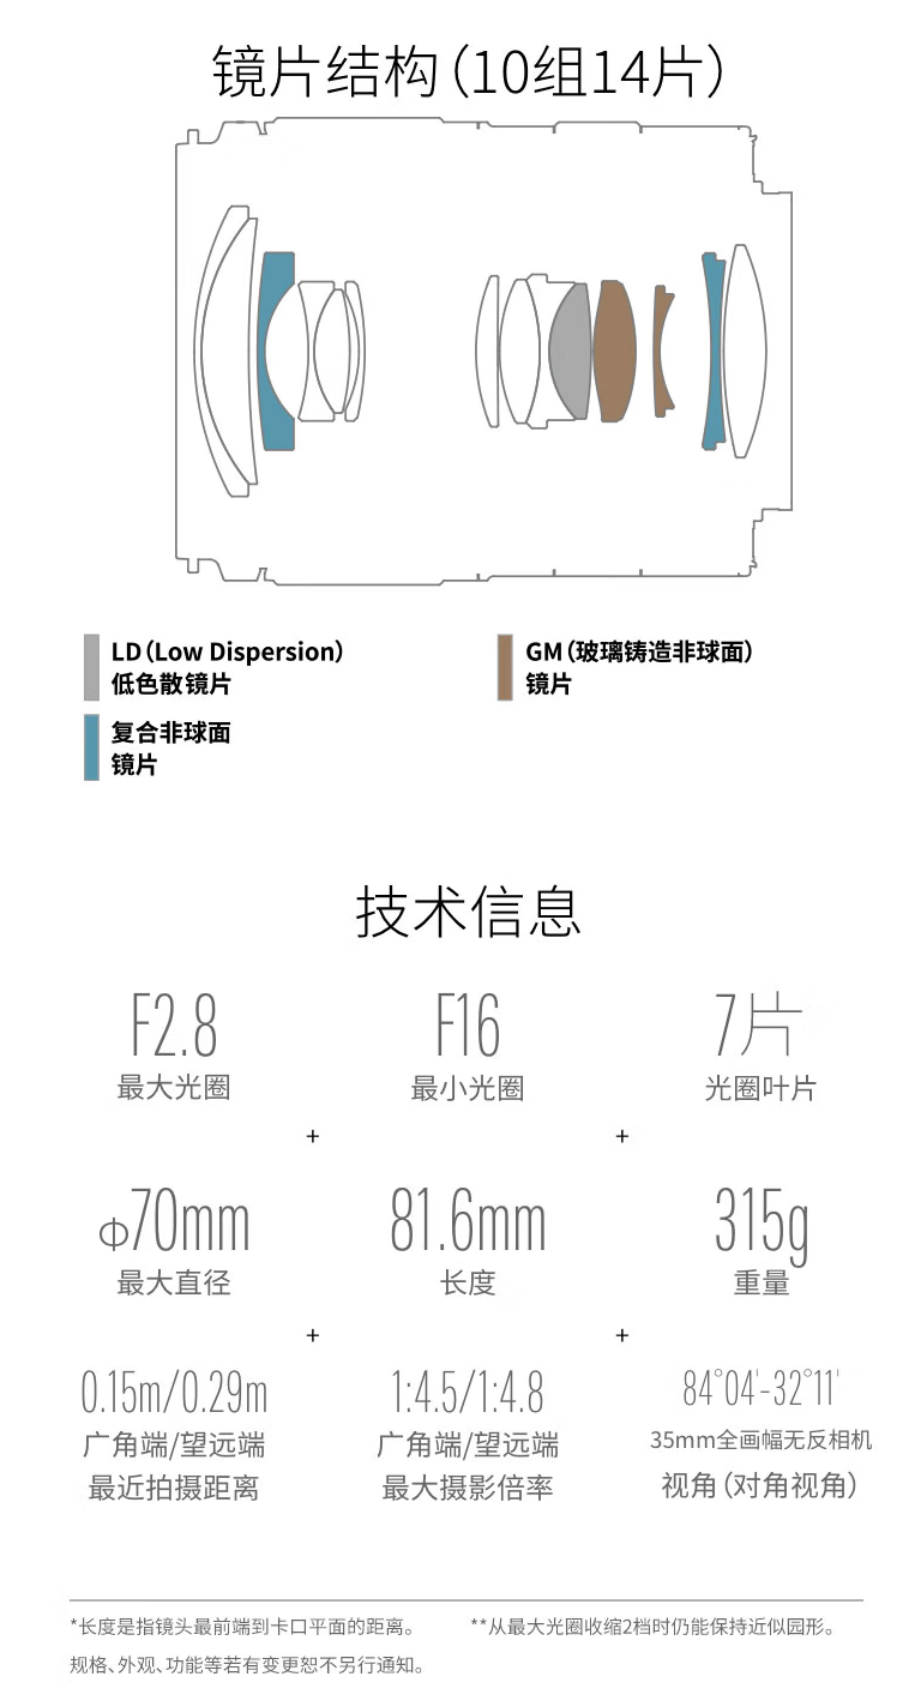 镜片结构(10组14片)
LD(Low Dispersion)
低色散镜片
GM(玻璃铸造非球面)
镜片
复合非球面
镜片
技术信息
F2.8
最大光圈
F16
最小光圈
7片
光圈叶片
+
+
Φ70mm
最大直径
81.6mm
长度
315g
重量
+
+
0.15m/0.29m
广角端/望远端
最近拍摄距离
1:4.5/1:4.8
广角端/望远端
最大摄影倍率
84°04'-32°11'
35mm全画幅无反相机
视角(对角视角)
*长度是指镜头最前端到卡口平面的距离。
**从最大光圈收缩2档时仍能保持近似园形。
规格、外观、功能等若有变更恕不另行通知。